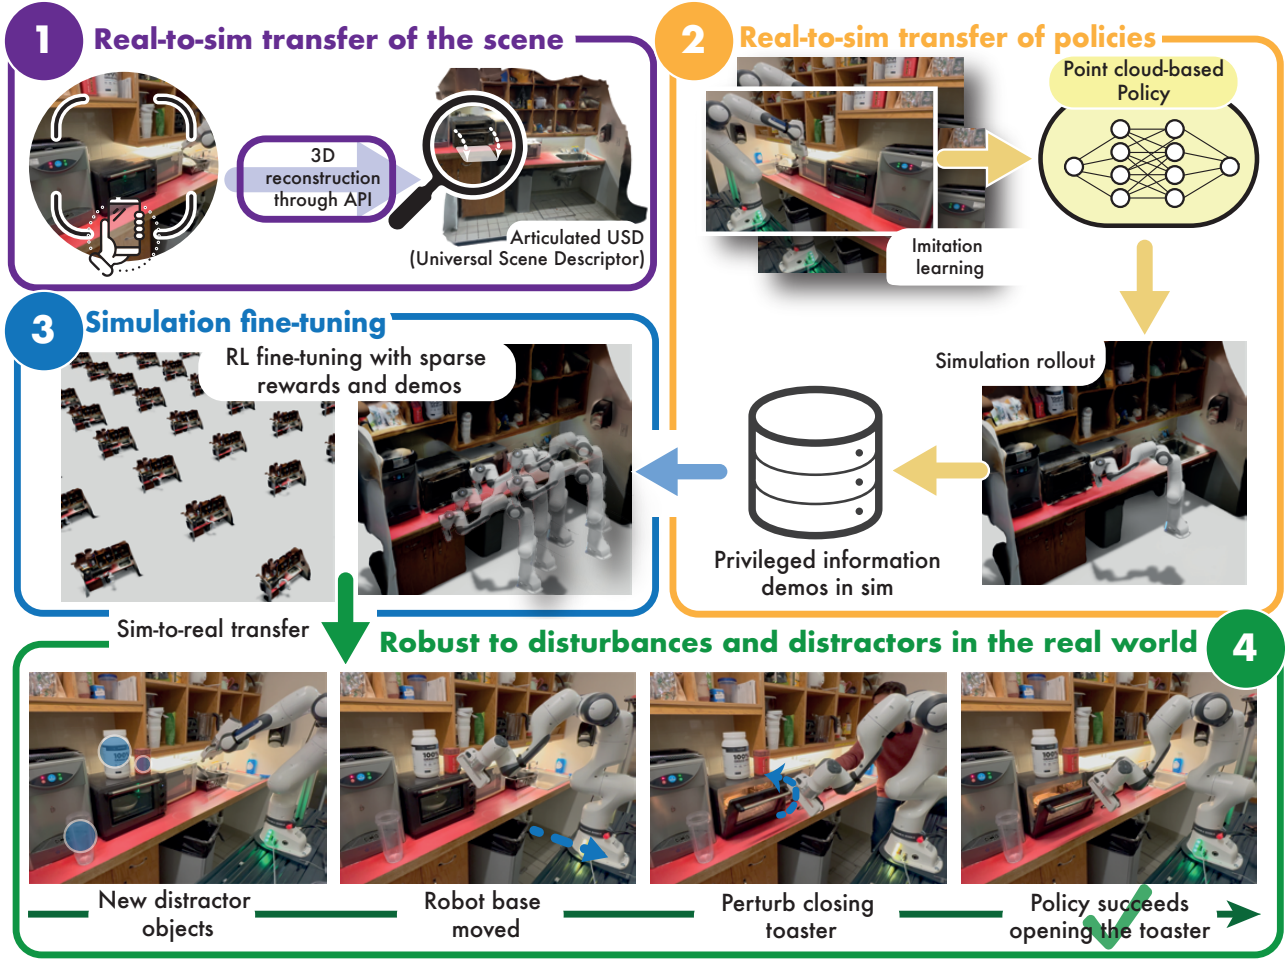 1
Real-to-sim transfer of the scene
3D
reconstruction
through API
Articulated USD
(Universal Scene Descriptor)
2
Real-to-sim transfer of policies
Point cloud-based
Policy
Imitation
learning
Simulation rollout
Privileged information
demos in sim
3
Simulation fine-tuning
RL fine-tuning with sparse
rewards and demos
Sim-to-real transfer
Robust to disturbances and distractors in the real world
4
100%
New distractor
objects
Robot base
moved
Perturb closing
toaster
Policy succeeds
opening the toaster